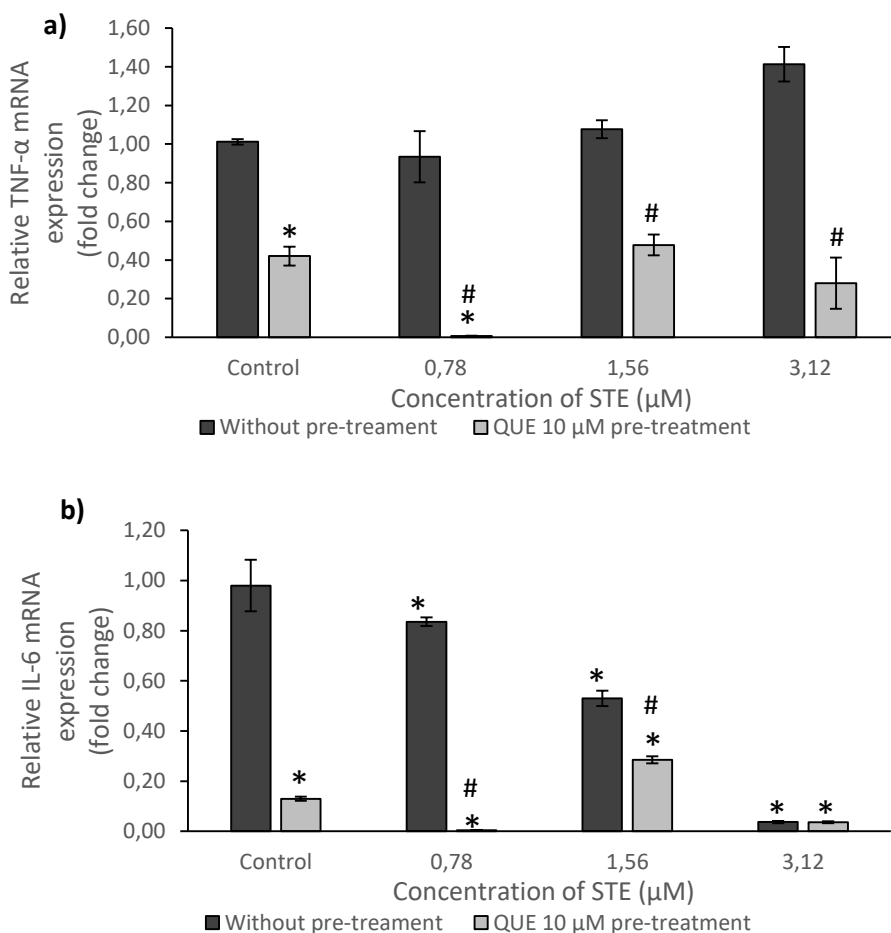 a)
Relative TNF-α mRNA
expression
(fold change)
1,60
1,40
1,20
1,00
0,80
0,60
0,40
0,20
0,00
*
#
*
#
#
Control 0,78 1,56 3,12
Concentration of STE (µM)
Without pre-treament QUE 10 µM pre-treatment
b)
Relative IL-6 mRNA
expression
(fold change)
1,20
1,00
0,80
0,60
0,40
0,20
0,00
*
*
#
*
*
#
*
*
*
Control 0,78 1,56 3,12
Concentration of STE (µM)
Without pre-treament QUE 10 µM pre-treatment